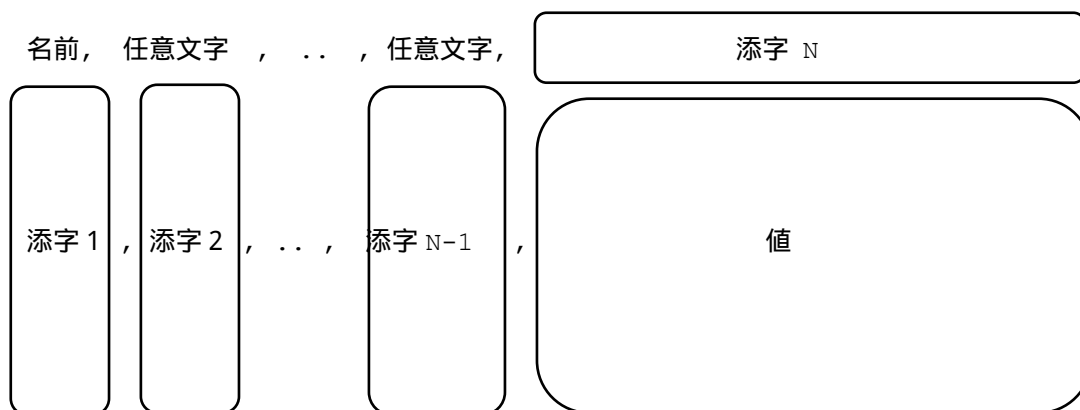 名前, 任意文字 , .. , 任意文字, 添字 N
添字 1 , 添字 2 , .. , 添字 N-1 , 値